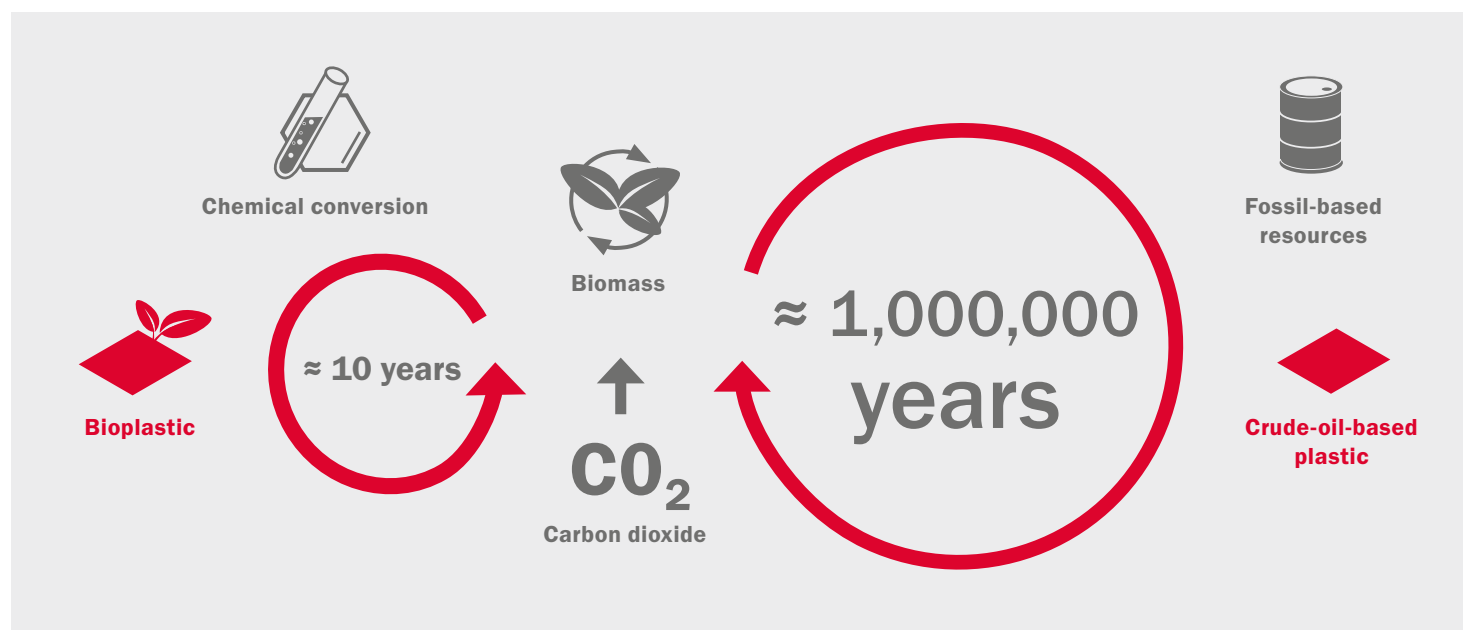 Chemical conversion
Biomass
Fossil-based
resources
≈ 10 years
≈ 1,000,000
years
Bioplastic
CO₂
Carbon dioxide
Crude-oil-based
plastic